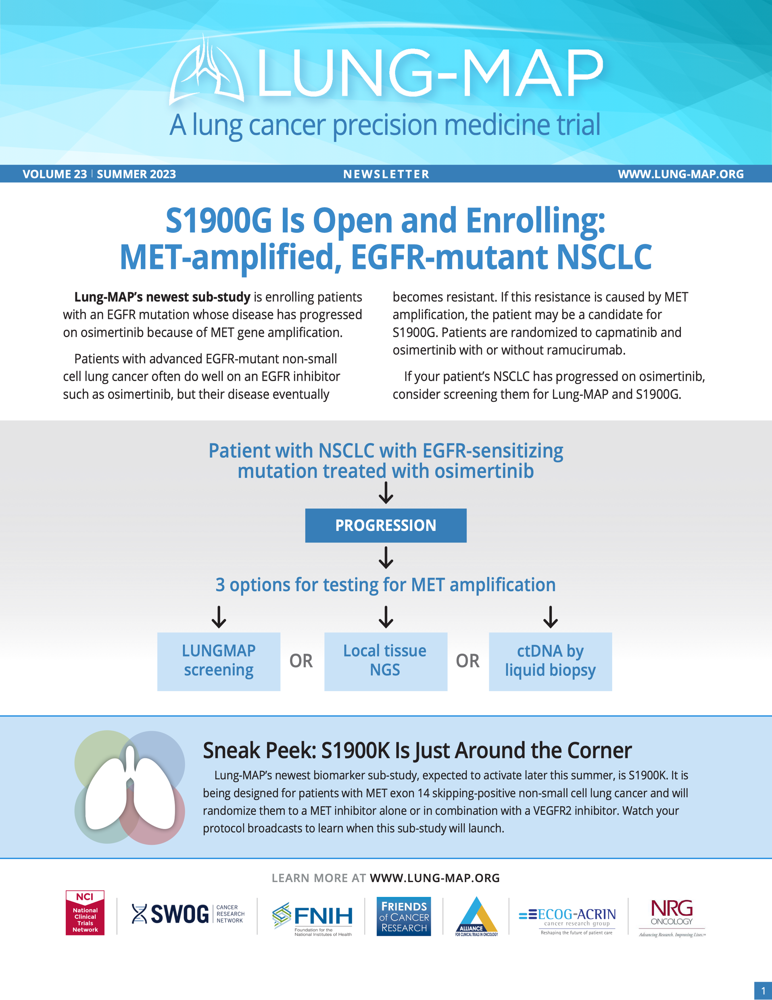 LUNG-MAP
A lung cancer precision medicine trial
VOLUME 23 | SUMMER 2023
NEWSLETTER
WWW.LUNG-MAP.ORG
S1900G Is Open and Enrolling:
MET-amplified, EGFR-mutant NSCLC
Lung-MAP’s newest sub-study is enrolling patients
with an EGFR mutation whose disease has progressed
on osimertinib because of MET gene amplification.
Patients with advanced EGFR-mutant non-small
cell lung cancer often do well on an EGFR inhibitor
such as osimertinib, but their disease eventually
becomes resistant. If this resistance is caused by MET
amplification, the patient may be a candidate for
S1900G. Patients are randomized to capmatinib and
osimertinib with or without ramucirumab.
If your patient’s NSCLC has progressed on osimertinib,
consider screening them for Lung-MAP and S1900G.
Patient with NSCLC with EGFR-sensitizing
mutation treated with osimertinib
PROGRESSION
3 options for testing for MET amplification
LUNGMAP
screening
OR
Local tissue
NGS
OR
ctDNA by
liquid biopsy
Sneak Peek: S1900K Is Just Around the Corner
Lung-MAP’s newest biomarker sub-study, expected to activate later this summer, is S1900K. It is
being designed for patients with MET exon 14 skipping-positive non-small cell lung cancer and will
randomize them to a MET inhibitor alone or in combination with a VEGFR2 inhibitor. Watch your
protocol broadcasts to learn when this sub-study will launch.
LEARN MORE AT WWW.LUNG-MAP.ORG
NCI
National
Clinical
Trials
Network
SWOG
CANCER
RESEARCH
NETWORK
FNIH
Foundation for the
National Institutes of Health
FRIENDS
of CANCER
RESEARCH
ALLIANCE
FOR CLINICAL TRIALS IN ONCOLOGY
ECOG-ACRIN
cancer research group
Reshaping the future of patient care
NRG
ONCOLOGY
Advancing Research. Improving Lives.™
1